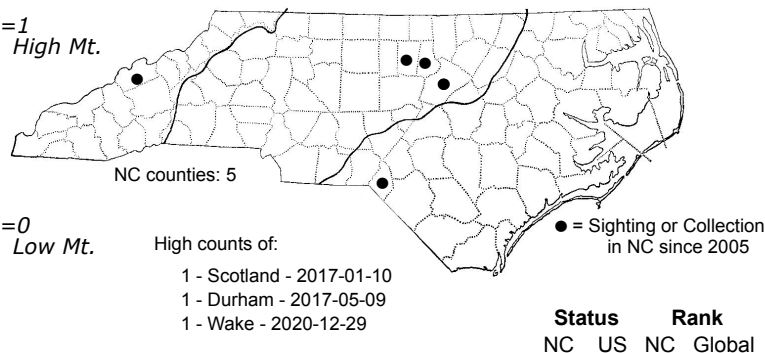 =1
High Mt.
NC counties: 5
=0
Low Mt.
High counts of:
1 - Scotland - 2017-01-10
1 - Durham - 2017-05-09
1 - Wake - 2020-12-29
● = Sighting or Collection
in NC since 2005
Status Rank
NC US NC Global